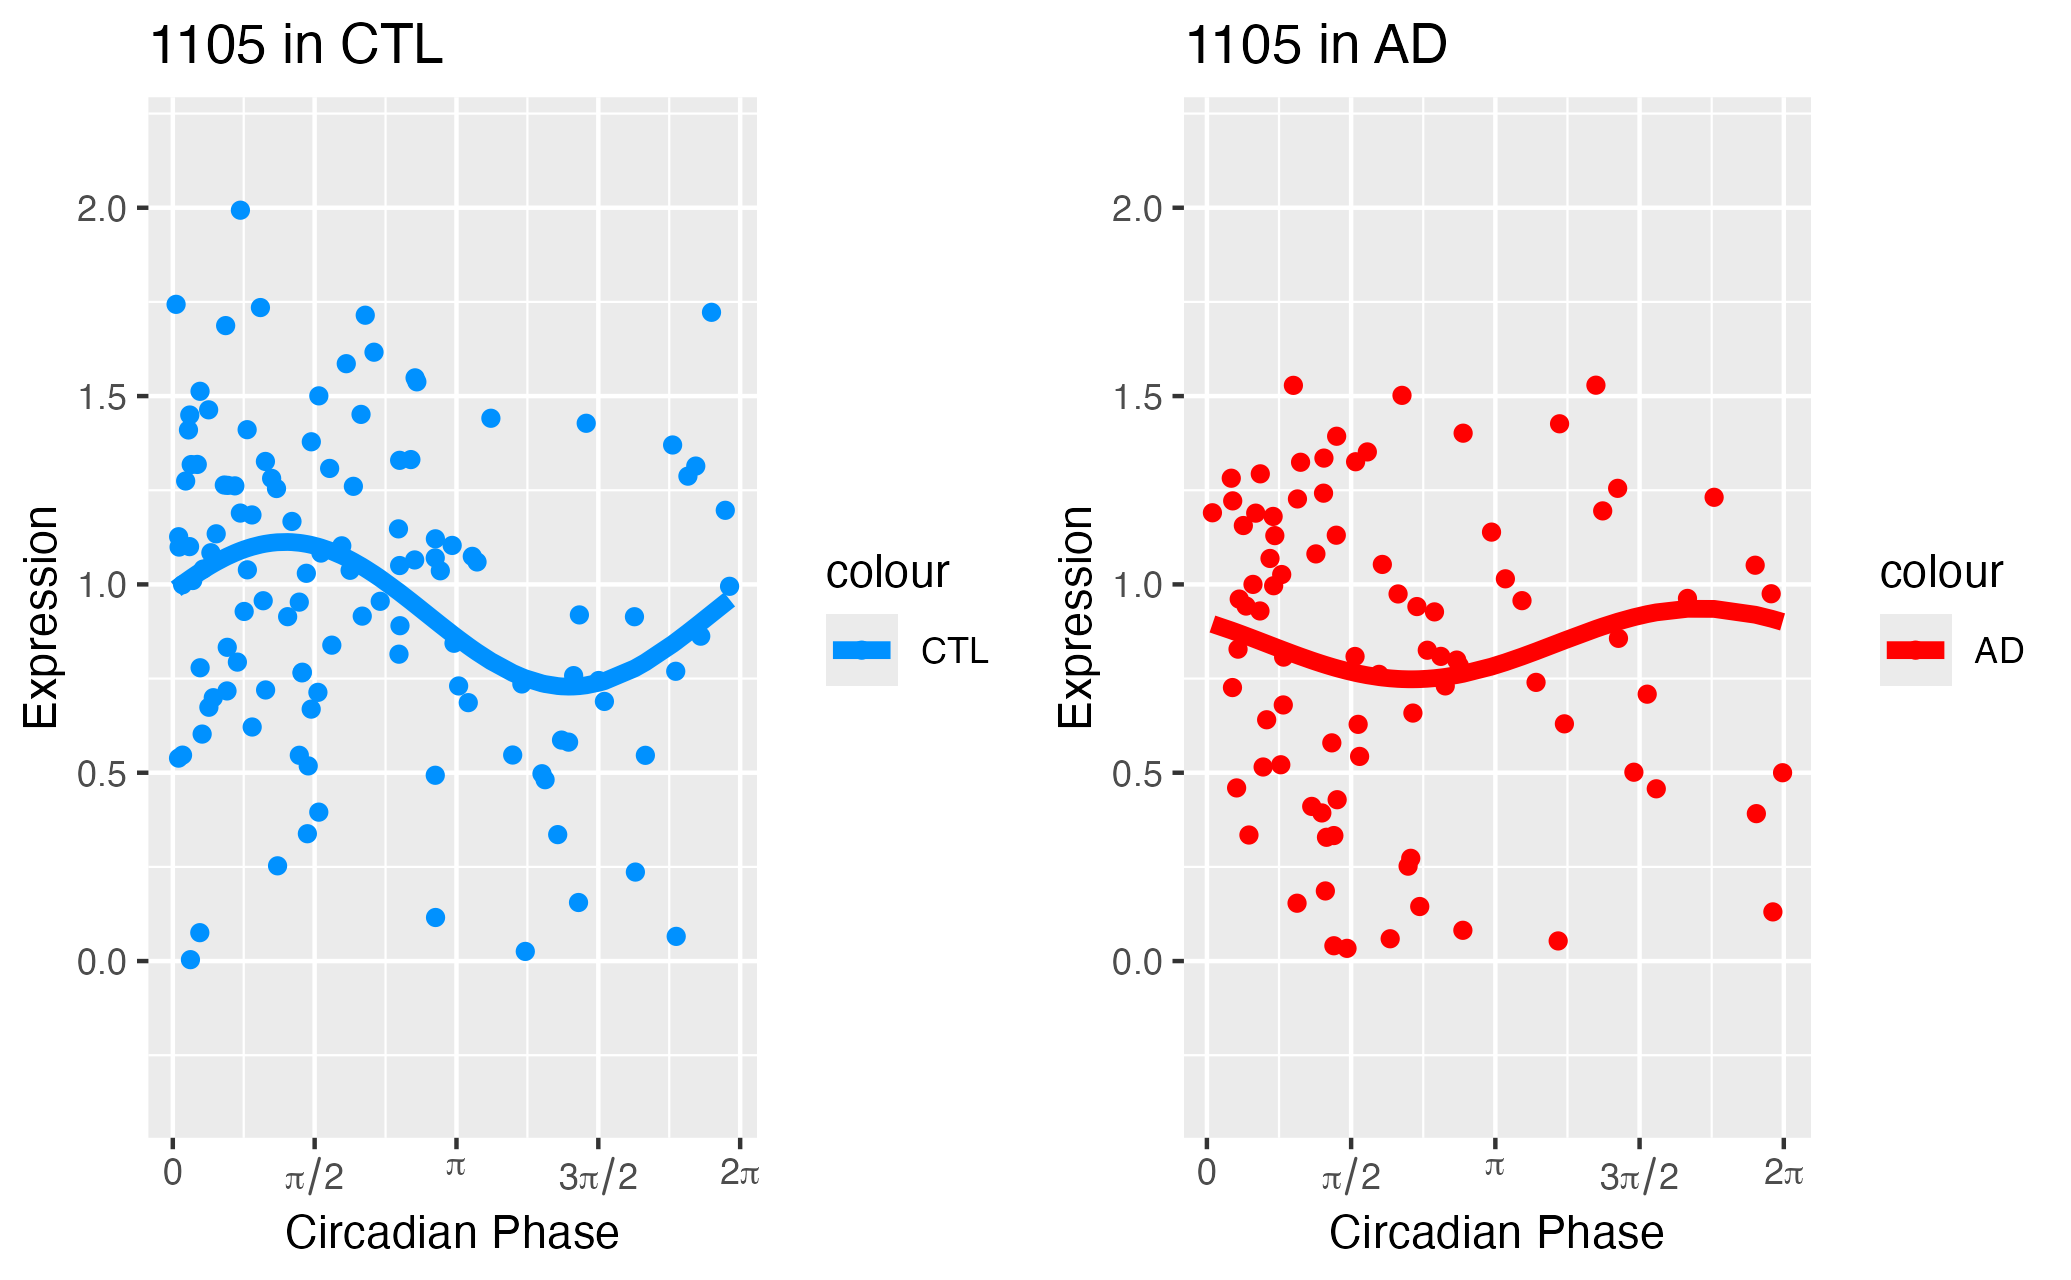 1105 in CTL
2.0
1.5
1.0
0.5
0.0
Expression
0
π/2
π
3π/2
2π
Circadian Phase
colour
CTL
1105 in AD
2.0
1.5
1.0
0.5
0.0
Expression
0
π/2
π
3π/2
2π
Circadian Phase
colour
AD